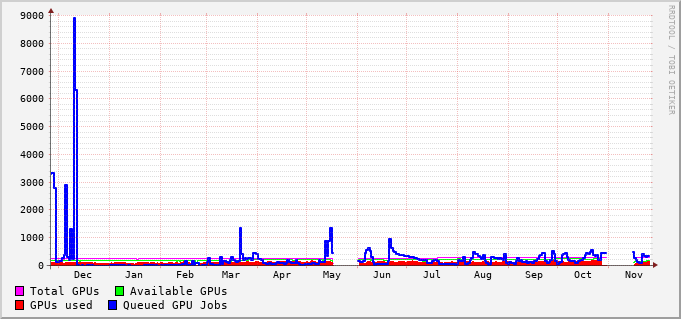 9000
8000
7000
6000
5000
4000
3000
2000
1000
0
Dec Jan Feb Mar Apr May Jun Jul Aug Sep Oct Nov
Total GPUs Available GPUs
GPUs used Queued GPU Jobs
RRDTOOL / TOBI OETIKER